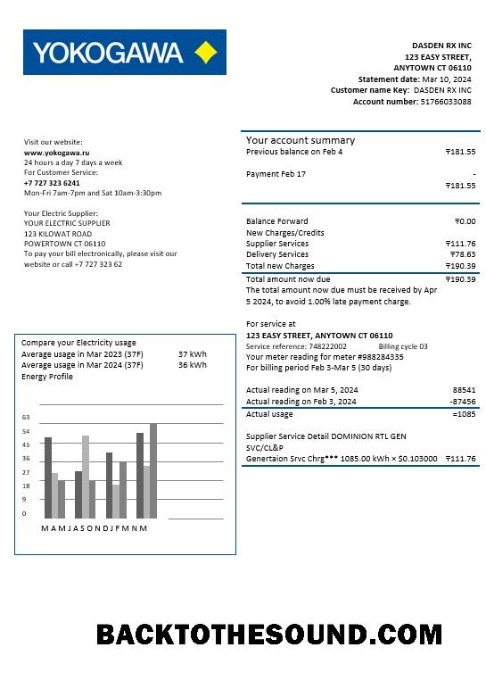 YOKOGAWA
DASDEN RX INC
123 EASY STREET,
ANYTOWN CT 06110
Statement date: Mar 10, 2024
Customer name Key: DASDEN RX INC
Account number: 51766033088
Visit our website:
www.yokogawa.ru
24 hours a day 7 days a week
For Customer Service:
+7 727 323 6241
Mon-Fri 7am-7pm and Sat 10am-3:30pm
Your Electric Supplier:
YOUR ELECTRIC SUPPLIER
123 KILOWAT ROAD
POWERTOWN CT 06110
To pay your bill electronically, please visit our
website or call +7 727 323 62
Your account summary
Previous balance on Feb 4 ₸181.55
Payment Feb 17 -
₸181.55
Balance Forward ₸0.00
New Charges/Credits
Supplier Services ₸111.76
Delivery Services ₸78.63
Total new Charges ₸190.39
Total amount now due ₸190.39
The total amount now due must be received by Apr
5 2024, to avoid 1.00% late payment charge.
For service at
123 EASY STREET, ANYTOWN CT 06110
Service reference: 748222002 Billing cycle 03
Your meter reading for meter #988284335
For billing period Feb 3-Mar 5 (30 days)
Actual reading on Mar 5, 2024 88541
Actual reading on Feb 3, 2024 -87456
Actual usage =1085
Supplier Service Detail DOMINION RTL GEN
SVC/CL&P
Genertaion Srvc Chrg*** 1085.00 kWh × $0.103000 ₸111.76
Compare your Electricity usage
Average usage in Mar 2023 (37F) 37 kWh
Average usage in Mar 2024 (37F) 36 kWh
Energy Profile
63
54
45
36
27
18
9
0
M A M J J A S O N D J F M N M
BACKTOTHESOUND.COM